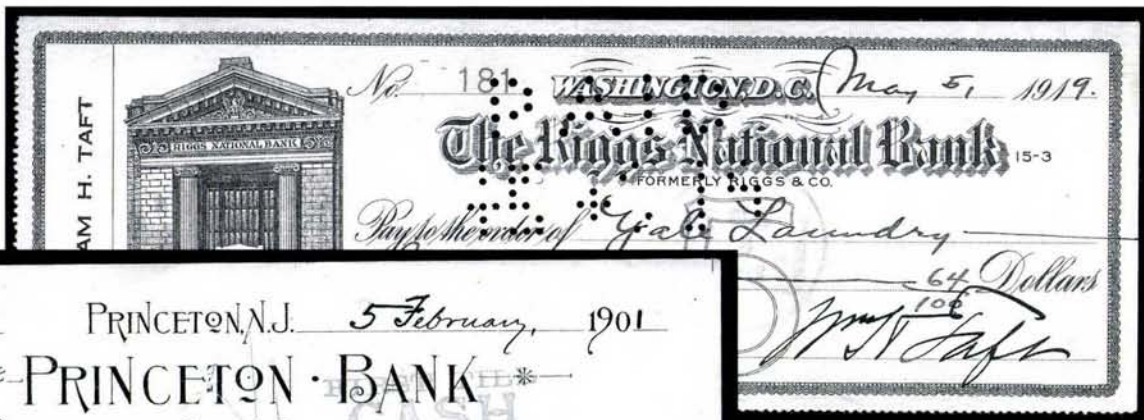 No. 181 WASHINGTON, D.C. May 5, 1919.
AM H. TAFT
RIGGS NATIONAL BANK
The Riggs National Bank 15-3
FORMERLY RIGGS & CO.
Pay to the order of Yale Laundry
64/100 Dollars
Wm H Taft
PRINCETON, N.J. 5 February, 1901
PRINCETON · BANK
CASH